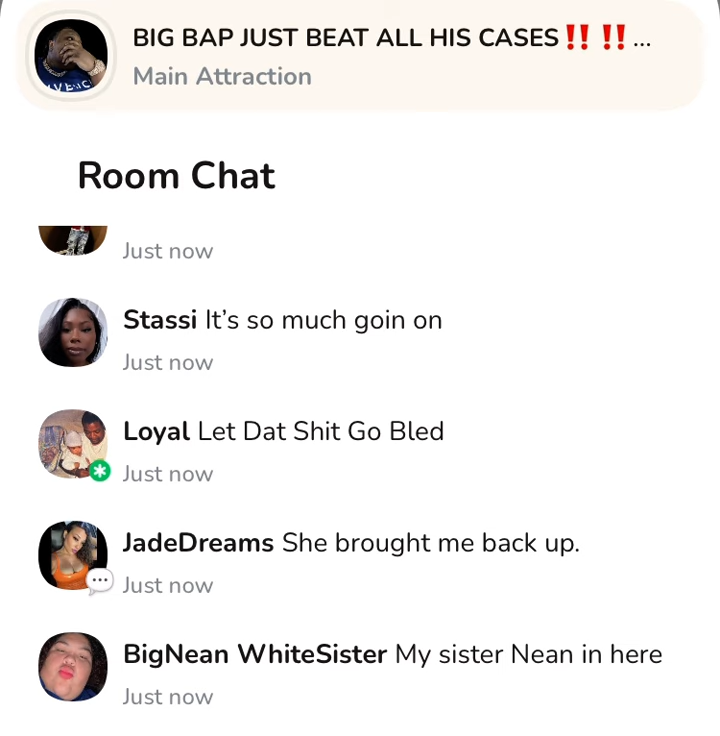 BIG BAP JUST BEAT ALL HIS CASES‼️ ‼️...
Main Attraction
Room Chat
Just now
Stassi It’s so much goin on
Just now
Loyal Let Dat Shit Go Bled
Just now
JadeDreams She brought me back up.
Just now
BigNean WhiteSister My sister Nean in here
Just now